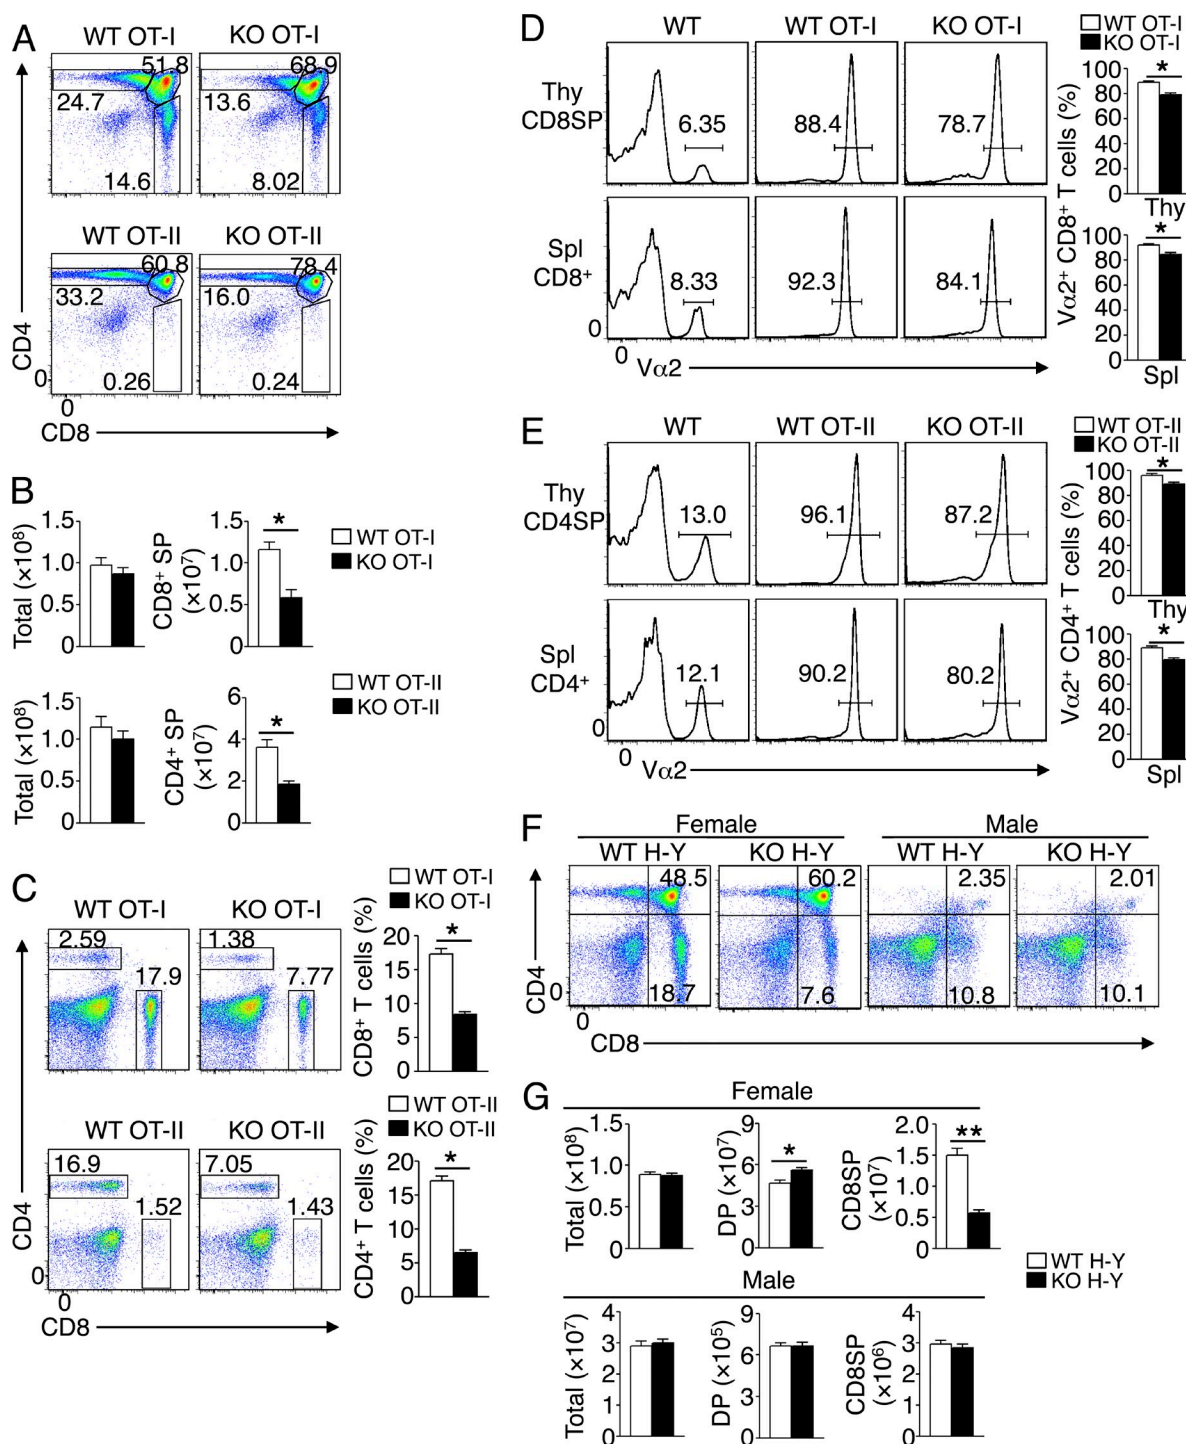 A
WT OT-I KO OT-I
51.8 68.9
24.7 13.6
14.6 8.02
WT OT-II KO OT-II
60.8 78.4
33.2 16.0
0.26 0.24
CD4
0
0
CD8
B
1.5 1.0 0.5 0
Total (×10⁸)
1.5 1.0 0.5 0
CD8⁺ SP
(×10⁷)
*
WT OT-I
KO OT-I
1.5 1.0 0.5 0
Total (×10⁸)
6 4 2 0
CD4⁺ SP
(×10⁷)
*
WT OT-II
KO OT-II
C
WT OT-I KO OT-I
2.59 1.38
17.9 7.77
WT OT-I
KO OT-I
20 15 10 5 0
CD8⁺ T cells (%)
*
WT OT-II KO OT-II
16.9 7.05
1.52 1.43
CD4
0
0
CD8
WT OT-II
KO OT-II
20 15 10 5 0
CD4⁺ T cells (%)
*
D
WT WT OT-I KO OT-I
Thy
CD8SP
6.35 88.4 78.7
Spl
CD8⁺
8.33 92.3 84.1
0
0
Vα2
WT OT-I
KO OT-I
Vα2⁺ CD8⁺ T cells (%)
100 80 60 40 20 0
*
Thy
100 80 60 40 20 0
*
Spl
E
WT WT OT-II KO OT-II
Thy
CD4SP
13.0 96.1 87.2
Spl
CD4⁺
12.1 90.2 80.2
0
0
Vα2
WT OT-II
KO OT-II
Vα2⁺ CD4⁺ T cells (%)
100 80 60 40 20 0
*
Thy
100 80 60 40 20 0
*
Spl
F
Female Male
WT H-Y KO H-Y WT H-Y KO H-Y
48.5 60.2 2.35 2.01
18.7 7.6 10.8 10.1
CD4
0
CD8
G
Female
1.5 1.0 0.5 0
Total (×10⁸)
9 6 3 0
DP (×10⁷)
*
2.0 1.5 1.0 0.5 0
CD8SP
(×10⁷)
**
WT H-Y
KO H-Y
Male
4 3 2 1 0
Total (×10⁷)
9 6 3 0
DP (×10⁵)
4 3 2 1 0
CD8SP
(×10⁶)